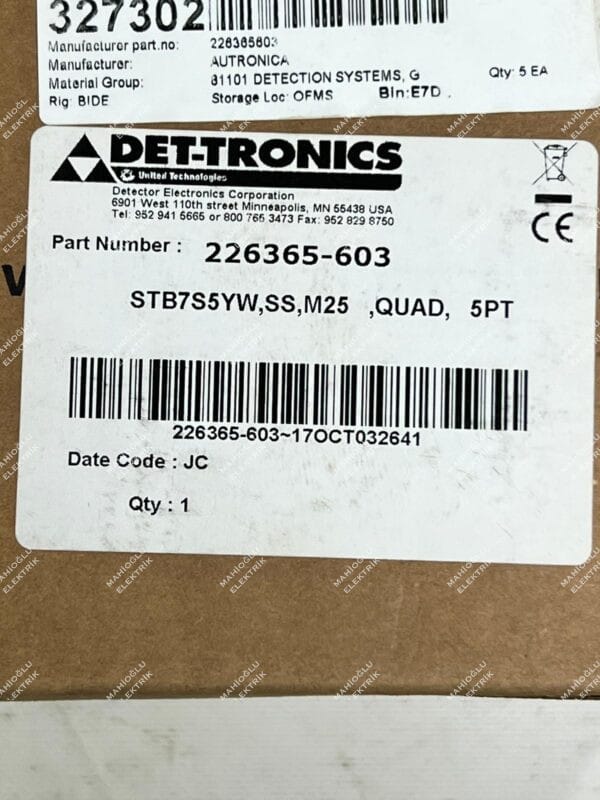 327302
Manufacturer part.no: 226365603
Manufacturer: AUTRONICA
Material Group: 81101 DETECTION SYSTEMS, G Qty: 5 EA
Rig: BIDE Storage Loc: OFMS Bin:E7D .
DET-TRONICS
United Technologies
Detector Electronics Corporation
6901 West 110th street Minneapolis, MN 55438 USA
Tel: 952 941 5665 or 800 765 3473 Fax: 952 829 8750
CE
Part Number : 226365-603
STB7S5YW,SS,M25 ,QUAD, 5PT
226365-603~17OCT032641
Date Code : JC
Qty : 1
MAHİOĞLU
ELEKTRİK